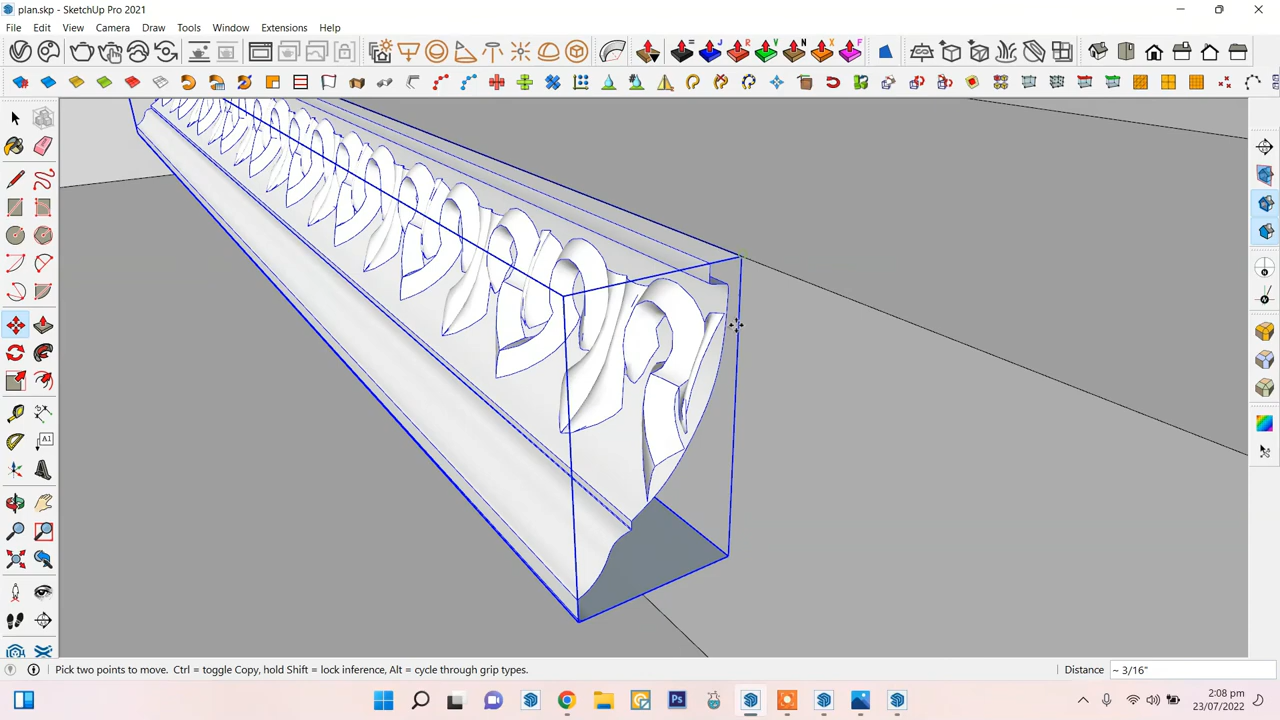 plan.skp - SketchUp Pro 2021
File Edit View Camera Draw Tools Window Extensions Help
J R V N X F
AI
A
Pick two points to move. Ctrl = toggle Copy, hold Shift = lock inference, Alt = cycle through grip types.
Distance ~ 3/16"
Ps
2:08 pm
23/07/2022